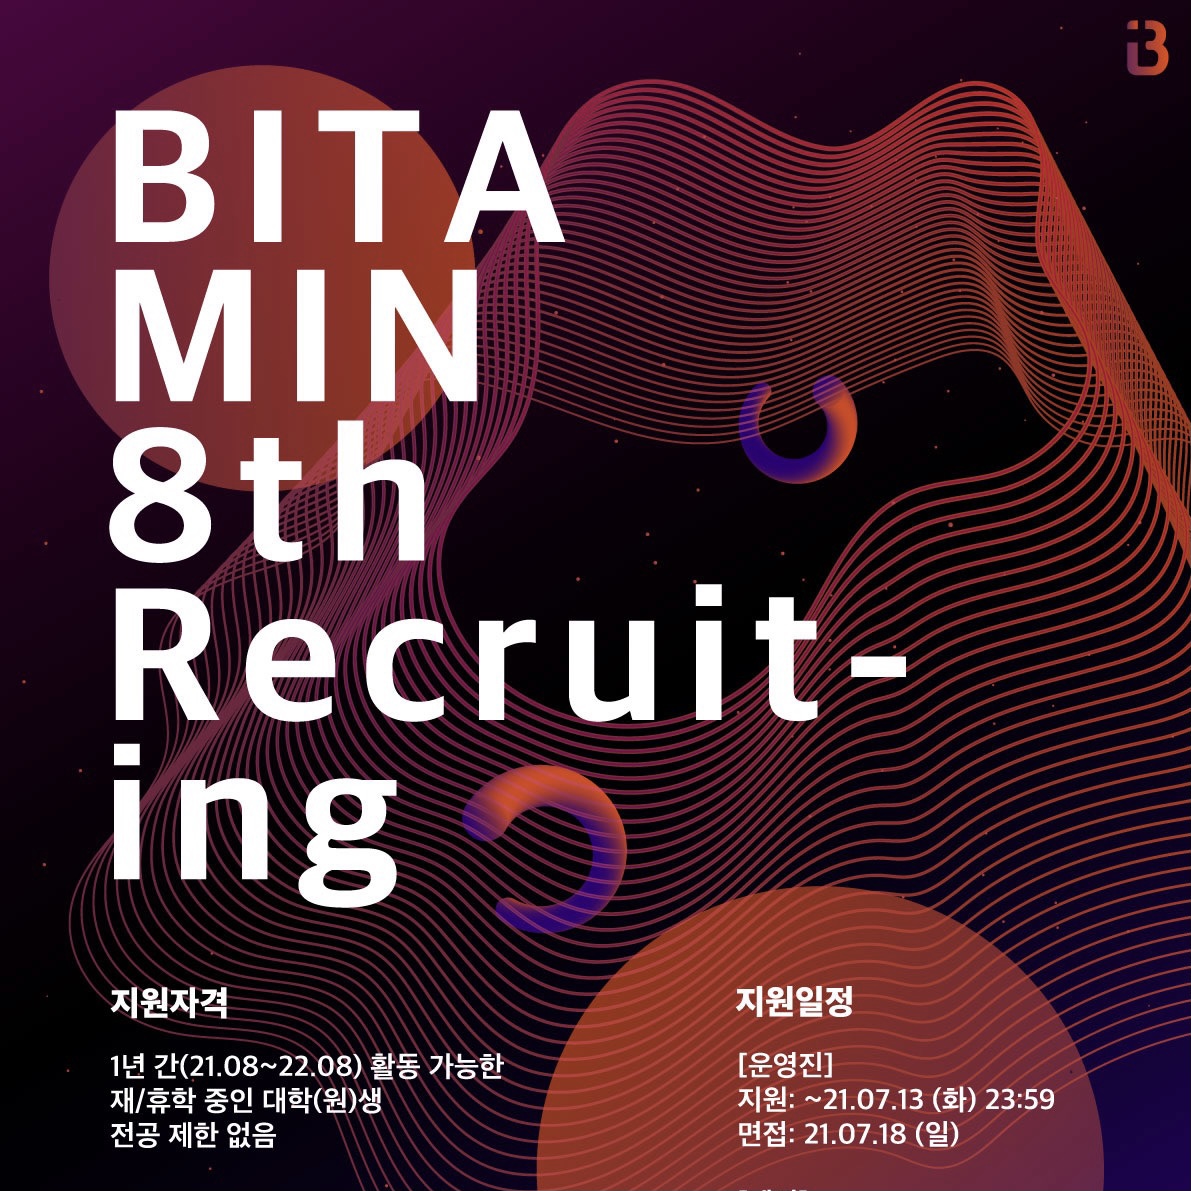 BITA
MIN
8th
Recruit-
ing
지원자격
1년 간(21.08~22.08) 활동 가능한
재/휴학 중인 대학(원)생
전공 제한 없음
지원일정
[운영진]
지원: ~21.07.13 (화) 23:59
면접: 21.07.18 (일)